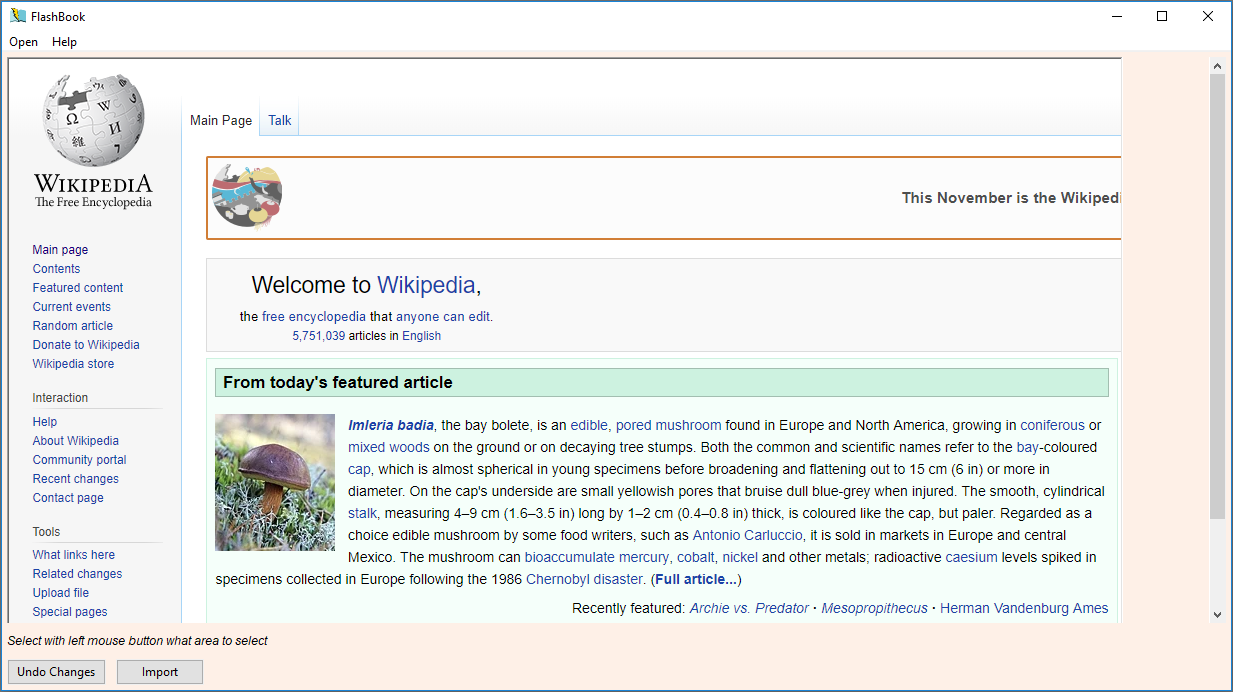 FlashBook
Open Help
Main Page Talk
Ω W И 維 7
WIKIPEDIA
The Free Encyclopedia
This November is the Wikipedi
Main page
Contents
Featured content
Current events
Random article
Donate to Wikipedia
Wikipedia store
Interaction
Help
About Wikipedia
Community portal
Recent changes
Contact page
Tools
What links here
Related changes
Upload file
Special pages
Welcome to Wikipedia,
the free encyclopedia that anyone can edit.
5,751,039 articles in English
From today's featured article
Imleria badia, the bay bolete, is an edible, pored mushroom found in Europe and North America, growing in coniferous or
mixed woods on the ground or on decaying tree stumps. Both the common and scientific names refer to the bay-coloured
cap, which is almost spherical in young specimens before broadening and flattening out to 15 cm (6 in) or more in
diameter. On the cap's underside are small yellowish pores that bruise dull blue-grey when injured. The smooth, cylindrical
stalk, measuring 4–9 cm (1.6–3.5 in) long by 1–2 cm (0.4–0.8 in) thick, is coloured like the cap, but paler. Regarded as a
choice edible mushroom by some food writers, such as Antonio Carluccio, it is sold in markets in Europe and central
Mexico. The mushroom can bioaccumulate mercury, cobalt, nickel and other metals; radioactive caesium levels spiked in
specimens collected in Europe following the 1986 Chernobyl disaster. (Full article...)
Recently featured: Archie vs. Predator · Mesopropithecus · Herman Vandenburg Ames
Select with left mouse button what area to select
Undo Changes Import